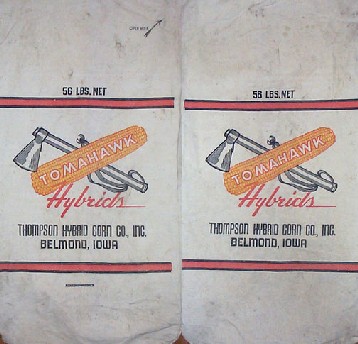 56 LBS. NET
TOMAHAWK
Hybrids
THOMPSON HYBRID CORN CO., INC.
BELMOND, IOWA
56 LBS. NET
TOMAHAWK
Hybrids
THOMPSON HYBRID CORN CO., INC.
BELMOND, IOWA